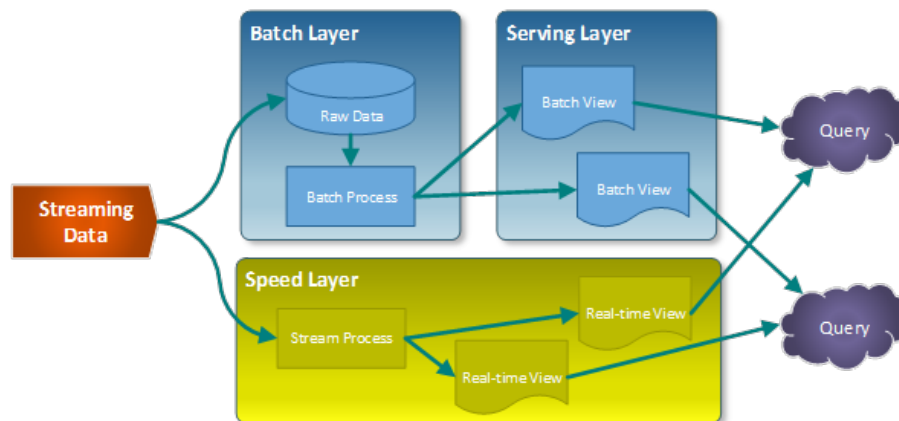 Batch Layer
Raw Data
Batch Process
Serving Layer
Batch View
Batch View
Query
Streaming
Data
Speed Layer
Stream Process
Real-time View
Real-time View
Query